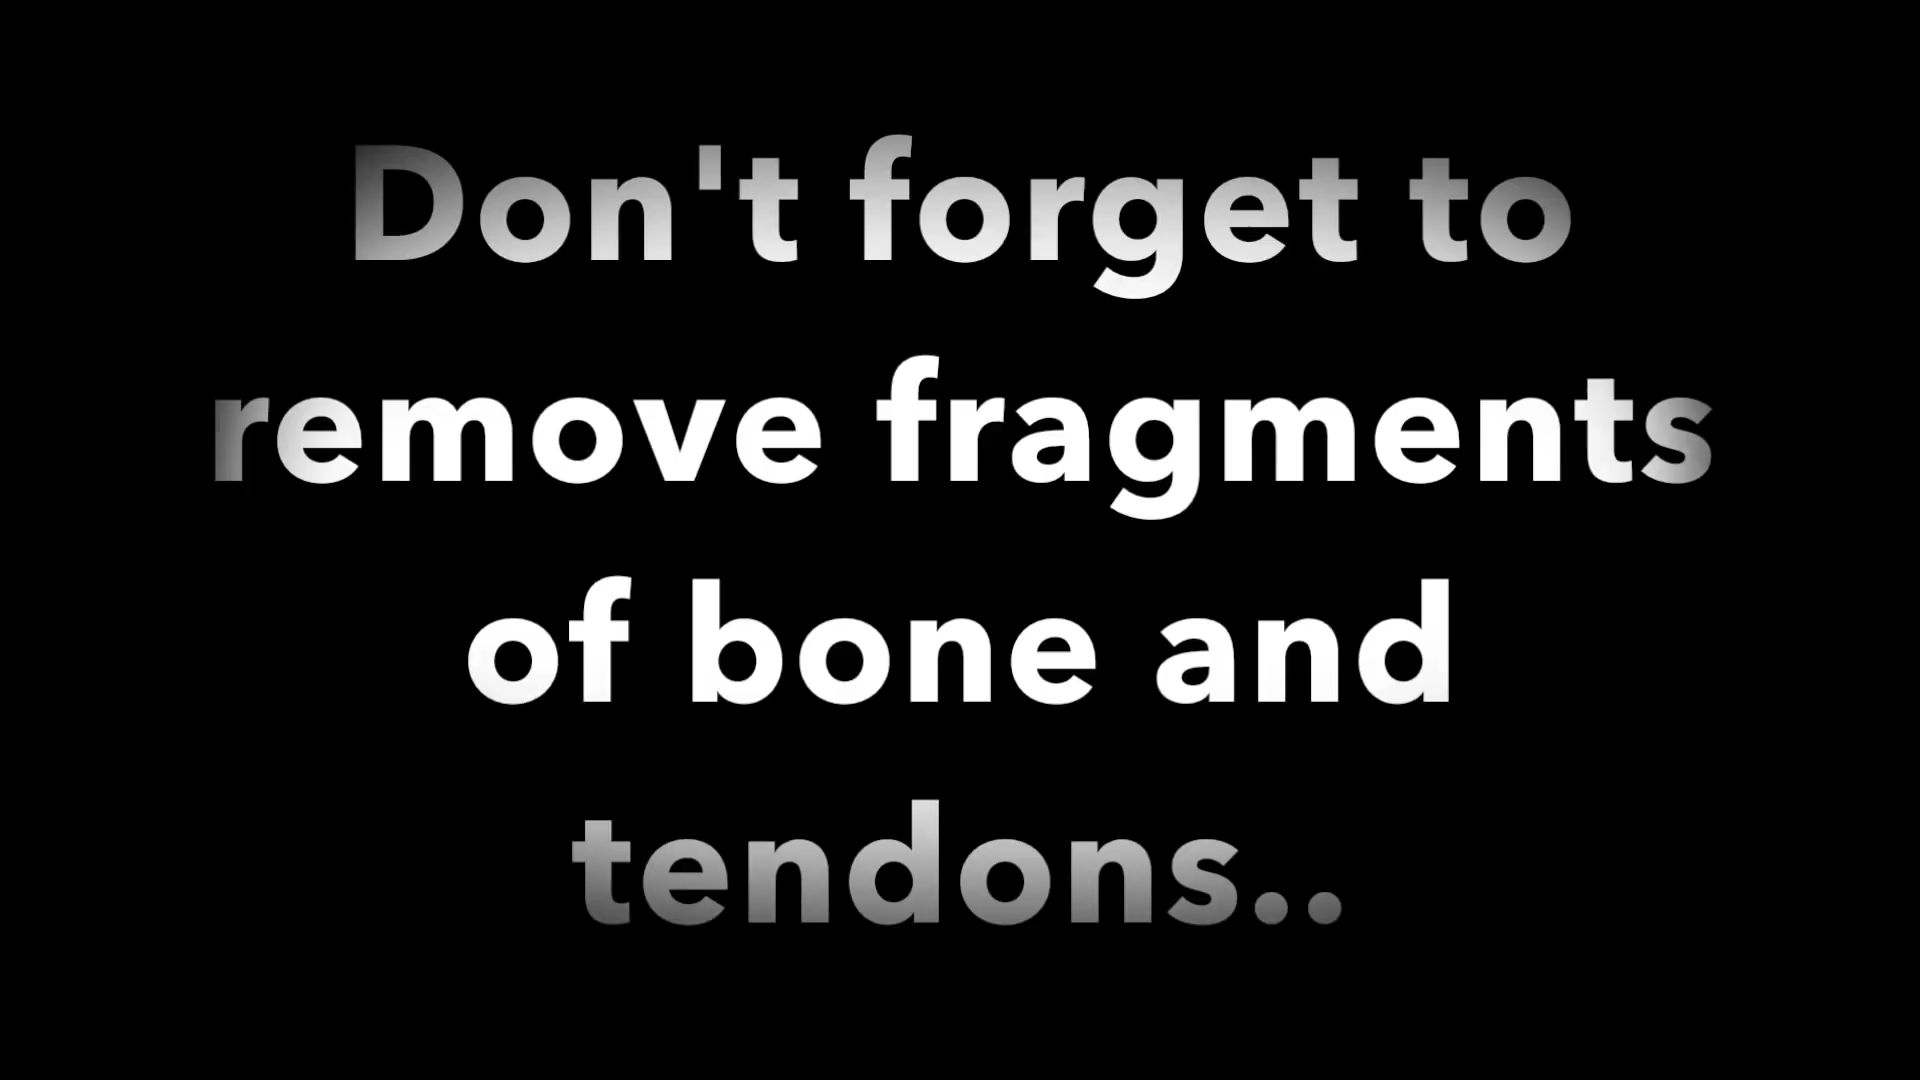 Don't forget to
remove fragments
of bone and
tendons..